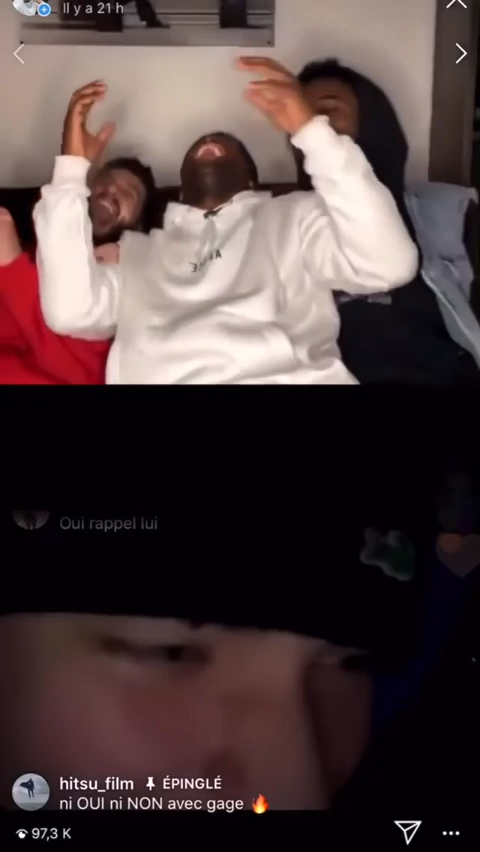 Il y a 21 h
Oui rappel lui
hitsu_film ÉPINGLÉ
ni OUI ni NON avec gage 🔥
97,3 K